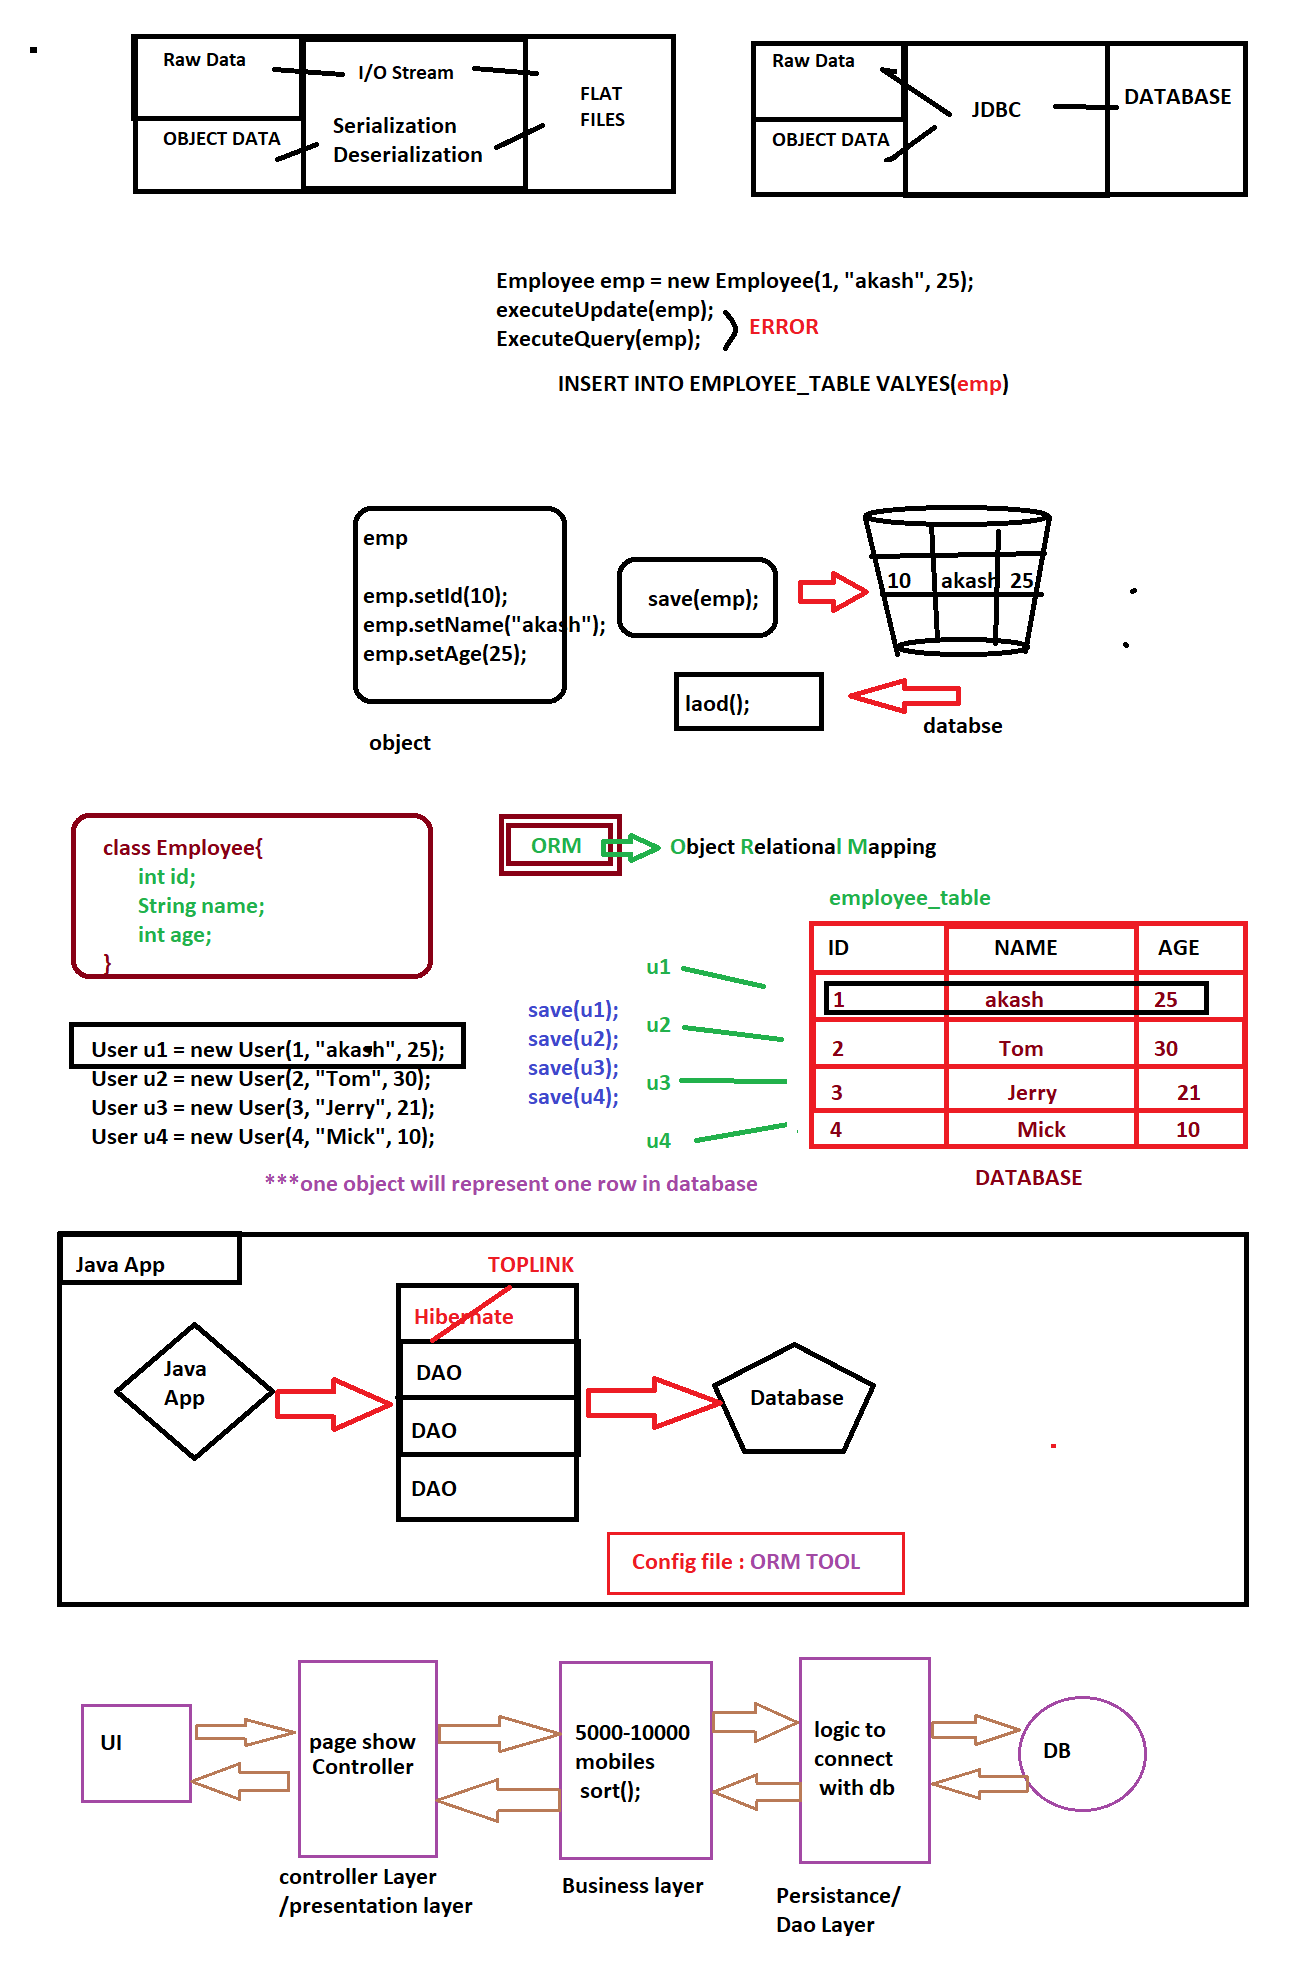 Raw Data
I/O Stream
FLAT
FILES
OBJECT DATA
Serialization
Deserialization
Raw Data
JDBC
DATABASE
OBJECT DATA
Employee emp = new Employee(1, "akash", 25);
executeUpdate(emp);
ExecuteQuery(emp);
ERROR
INSERT INTO EMPLOYEE_TABLE VALYES(emp)
emp
emp.setId(10);
emp.setName("akash");
emp.setAge(25);
object
save(emp);
10 akash 25
laod();
databse
class Employee{
int id;
String name;
int age;
}
ORM
Object Relational Mapping
employee_table
ID NAME AGE
1 akash 25
2 Tom 30
3 Jerry 21
4 Mick 10
DATABASE
u1
u2
u3
u4
save(u1);
save(u2);
save(u3);
save(u4);
User u1 = new User(1, "akash", 25);
User u2 = new User(2, "Tom", 30);
User u3 = new User(3, "Jerry", 21);
User u4 = new User(4, "Mick", 10);
***one object will represent one row in database
Java App
TOPLINK
Hibernate
Java
App
DAO
DAO
DAO
Database
Config file : ORM TOOL
UI
page show
Controller
5000-10000
mobiles
sort();
logic to
connect
with db
DB
controller Layer
/presentation layer
Business layer
Persistance/
Dao Layer